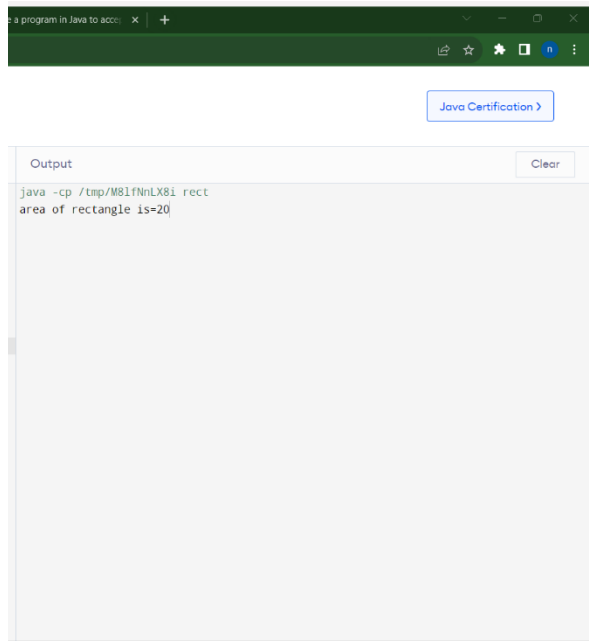 e a program in Java to acce
n
Java Certification >
Output
Clear
java -cp /tmp/M8lfNnLX8i rect
area of rectangle is=20